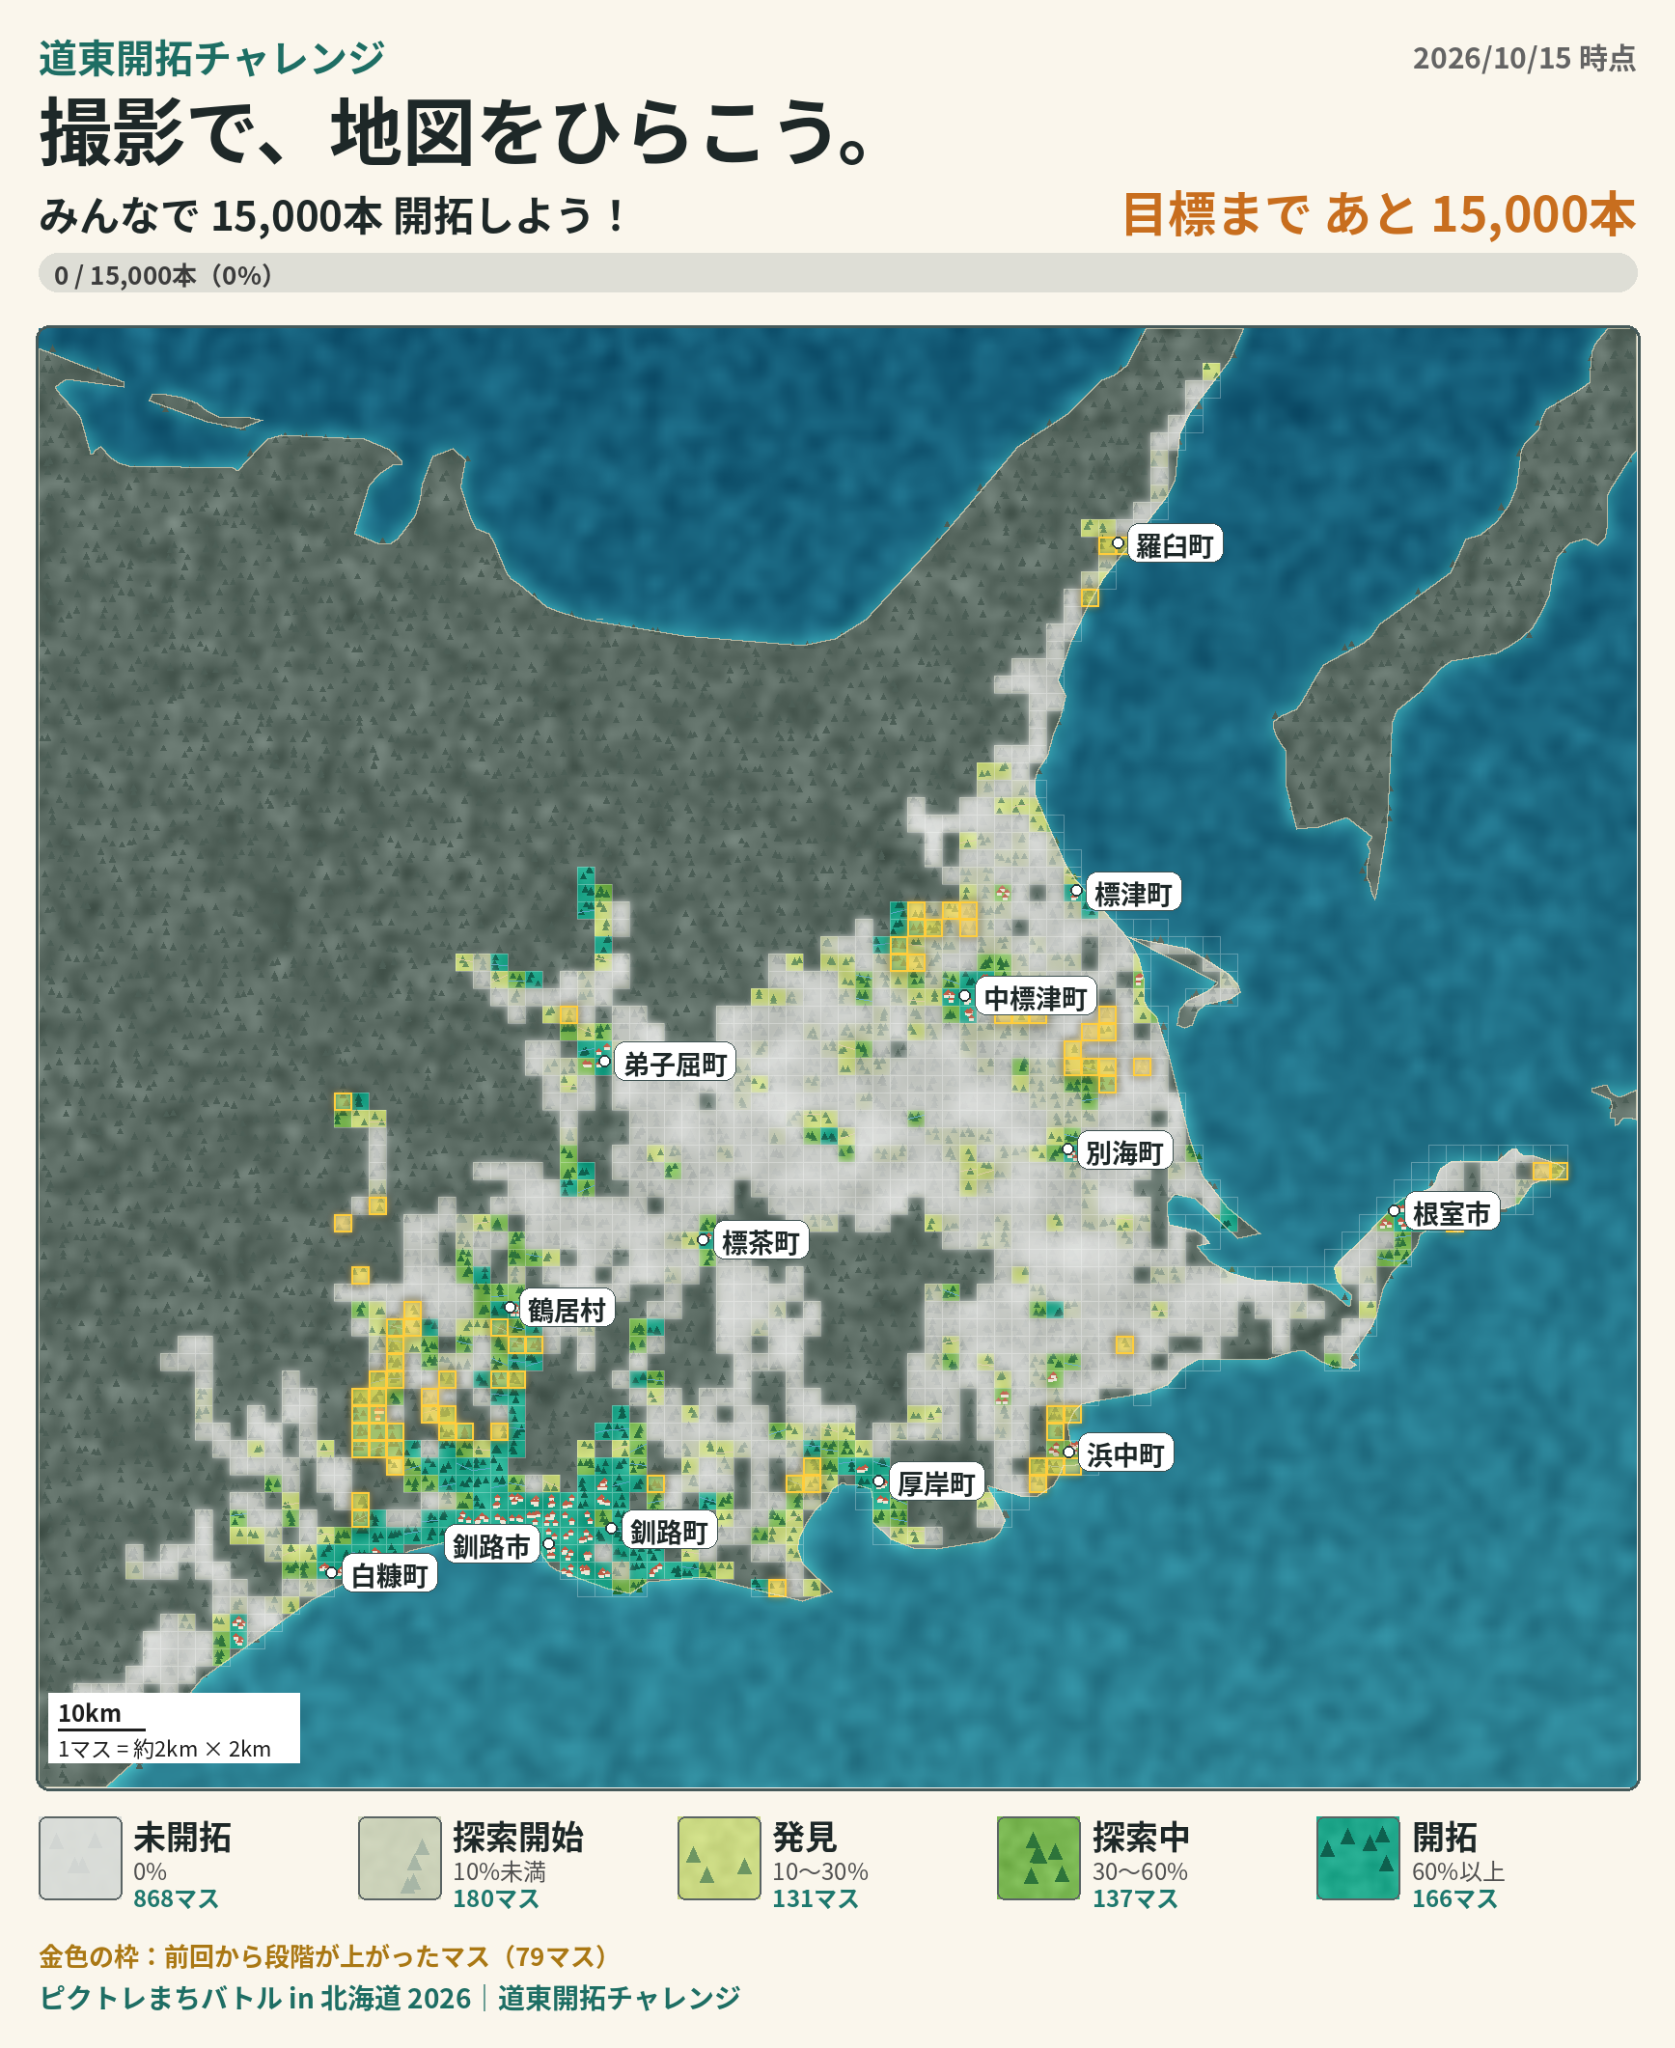 道東開拓チャレンジ
2026/10/15 時点
撮影で、地図をひらこう。
みんなで 15,000本 開拓しよう！
目標まで あと 15,000本
0 / 15,000本（0%）
羅臼町
標津町
中標津町
弟子屈町
別海町
根室市
標茶町
鶴居村
浜中町
厚岸町
釧路町
釧路市
白糠町
10km
1マス = 約2km × 2km
未開拓
0%
868マス
探索開始
10%未満
180マス
発見
10〜30%
131マス
探索中
30〜60%
137マス
開拓
60%以上
166マス
金色の枠：前回から段階が上がったマス（79マス）
ピクトレまちバトル in 北海道 2026｜道東開拓チャレンジ